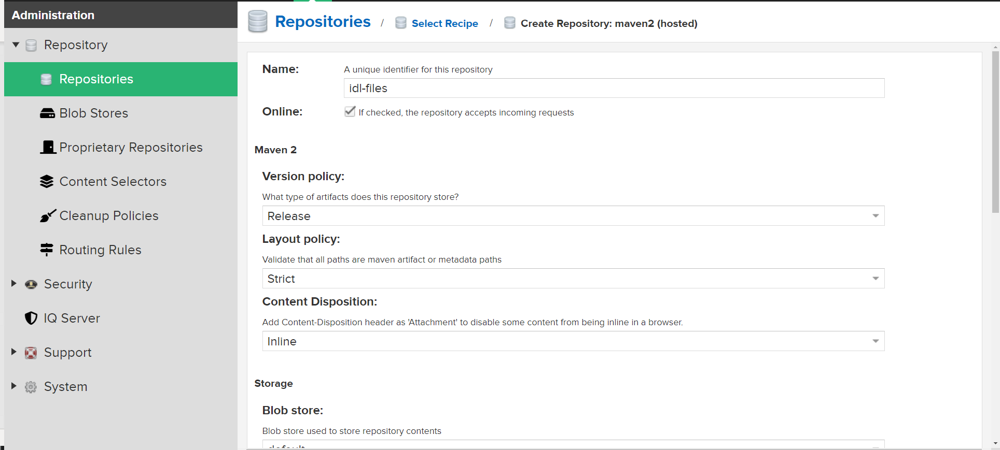 Administration
Repository
Repositories
Blob Stores
Proprietary Repositories
Content Selectors
Cleanup Policies
Routing Rules
Security
IQ Server
Support
System
Repositories / Select Recipe / Create Repository: maven2 (hosted)
Name: A unique identifier for this repository
idl-files
Online: If checked, the repository accepts incoming requests
Maven 2
Version policy:
What type of artifacts does this repository store?
Release
Layout policy:
Validate that all paths are maven artifact or metadata paths
Strict
Content Disposition:
Add Content-Disposition header as 'Attachment' to disable some content from being inline in a browser.
Inline
Storage
Blob store:
Blob store used to store repository contents
default